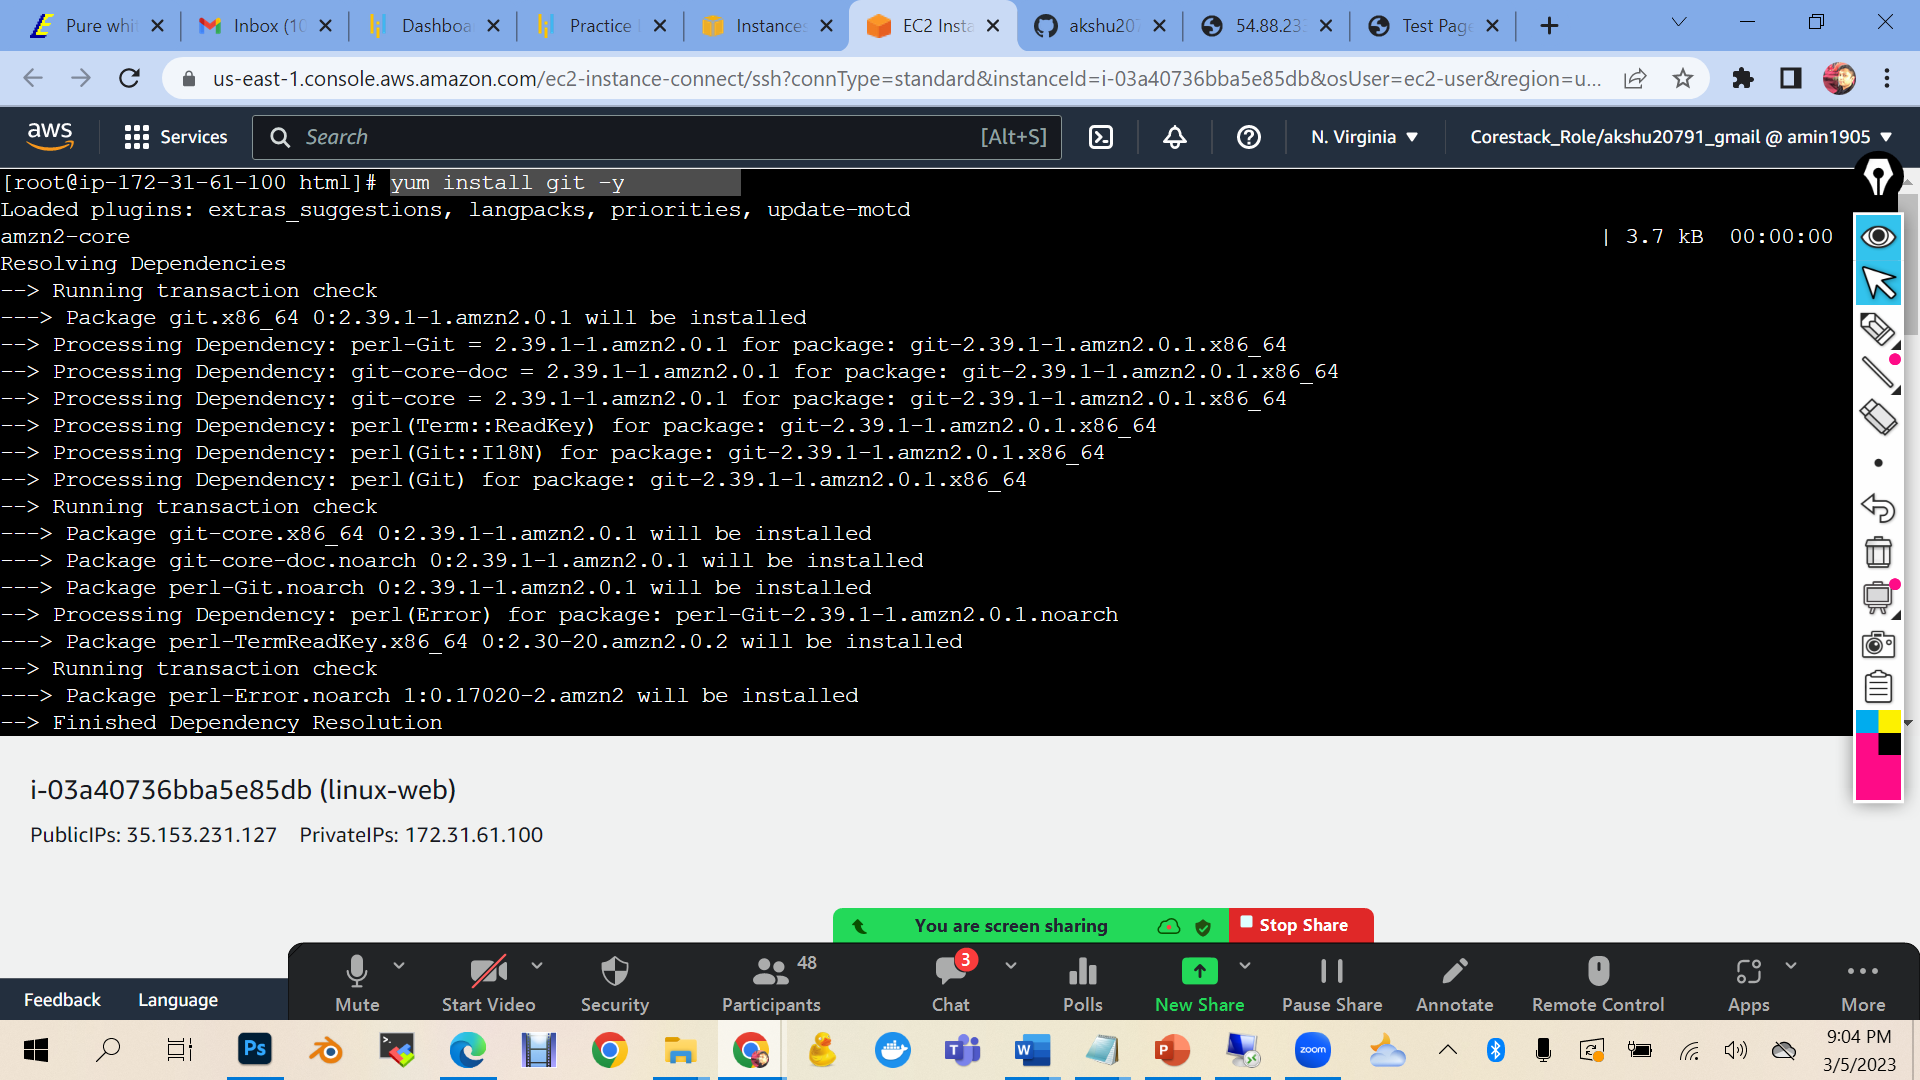 Pure whi
Inbox (10
Dashboa
Practice
Instances
EC2 Insta
akshu207
54.88.233
Test Page
us-east-1.console.aws.amazon.com/ec2-instance-connect/ssh?connType=standard&instanceId=i-03a40736bba5e85db&osUser=ec2-user&region=u...
aws
Services
Search
[Alt+S]
N. Virginia
Corestack_Role/akshu20791_gmail @ amin1905
[root@ip-172-31-61-100 html]# yum install git -y
Loaded plugins: extras_suggestions, langpacks, priorities, update-motd
amzn2-core | 3.7 kB 00:00:00
Resolving Dependencies
--> Running transaction check
---> Package git.x86_64 0:2.39.1-1.amzn2.0.1 will be installed
--> Processing Dependency: perl-Git = 2.39.1-1.amzn2.0.1 for package: git-2.39.1-1.amzn2.0.1.x86_64
--> Processing Dependency: git-core-doc = 2.39.1-1.amzn2.0.1 for package: git-2.39.1-1.amzn2.0.1.x86_64
--> Processing Dependency: git-core = 2.39.1-1.amzn2.0.1 for package: git-2.39.1-1.amzn2.0.1.x86_64
--> Processing Dependency: perl(Term::ReadKey) for package: git-2.39.1-1.amzn2.0.1.x86_64
--> Processing Dependency: perl(Git::I18N) for package: git-2.39.1-1.amzn2.0.1.x86_64
--> Processing Dependency: perl(Git) for package: git-2.39.1-1.amzn2.0.1.x86_64
--> Running transaction check
---> Package git-core.x86_64 0:2.39.1-1.amzn2.0.1 will be installed
---> Package git-core-doc.noarch 0:2.39.1-1.amzn2.0.1 will be installed
---> Package perl-Git.noarch 0:2.39.1-1.amzn2.0.1 will be installed
--> Processing Dependency: perl(Error) for package: perl-Git-2.39.1-1.amzn2.0.1.noarch
---> Package perl-TermReadKey.x86_64 0:2.30-20.amzn2.0.2 will be installed
--> Running transaction check
---> Package perl-Error.noarch 1:0.17020-2.amzn2 will be installed
--> Finished Dependency Resolution
i-03a40736bba5e85db (linux-web)
PublicIPs: 35.153.231.127 PrivateIPs: 172.31.61.100
You are screen sharing
Stop Share
48
3
Mute
Start Video
Security
Participants
Chat
Polls
New Share
Pause Share
Annotate
Remote Control
Apps
More
Feedback
Language
Ps
W
P
zoom
9:04 PM
3/5/2023